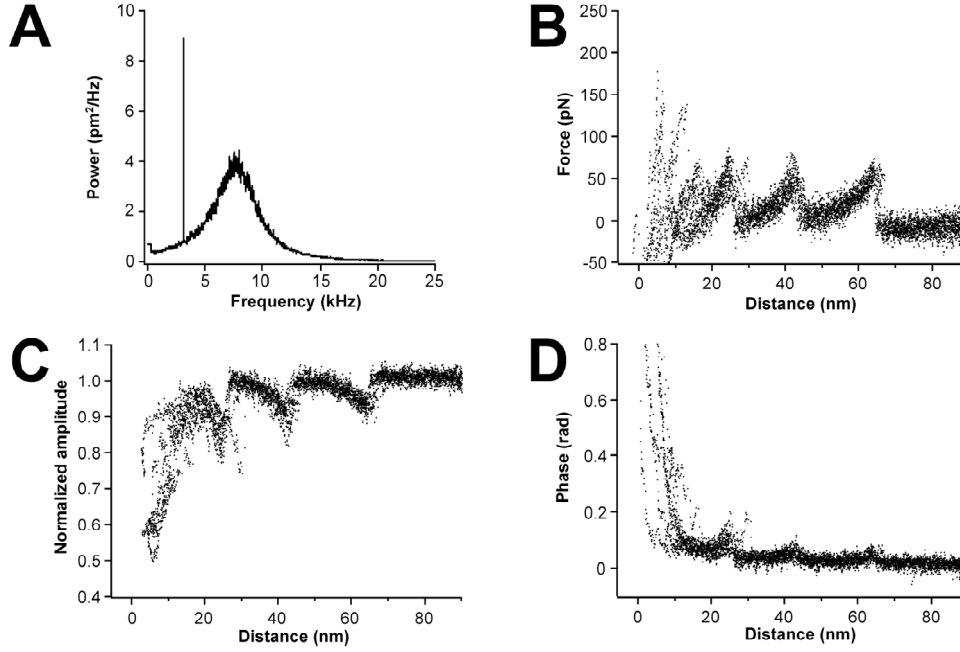 A
10
8
6
4
2
0
Power (pm²/Hz)
0 5 10 15 20 25
Frequency (kHz)
B
250
200
150
100
50
0
-50
Force (pN)
0 20 40 60 80
Distance (nm)
C
1.1
1.0
0.9
0.8
0.7
0.6
0.5
0.4
Normalized amplitude
0 20 40 60 80
Distance (nm)
D
0.8
0.6
0.4
0.2
0
Phase (rad)
0 20 40 60 80
Distance (nm)